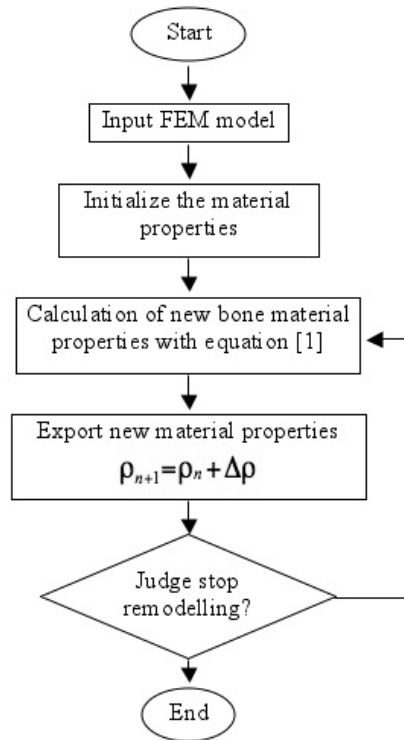 Start
Input FEM model
Initialize the material
properties
Calculation of new bone material
properties with equation [1]
Export new material properties
ρₙ₊₁=ρₙ+Δρ
Judge stop
remodelling?
End